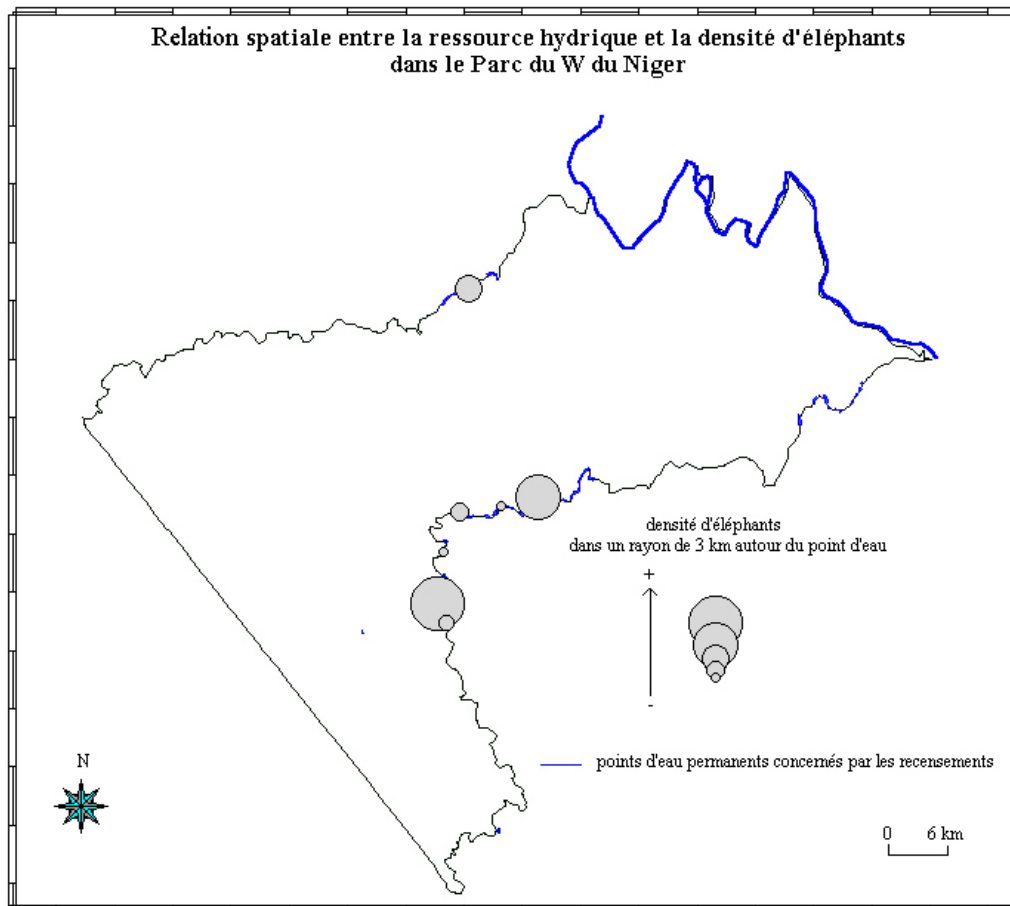 Relation spatiale entre la ressource hydrique et la densité d'éléphants
dans le Parc du W du Niger
densité d'éléphants
dans un rayon de 3 km autour du point d'eau
+
-
points d'eau permanents concernés par les recensements
N
0 6 km